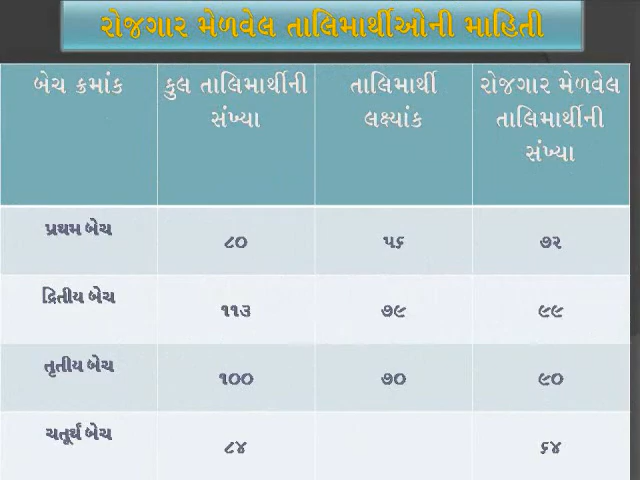 રોજગાર મેળવેલ તાલિમાર્થીઓની માહિતી
બેચ ક્રમાંક
કુલ તાલિમાર્થીની
સંખ્યા
તાલિમાર્થી
લક્ષ્યાંક
રોજગાર મેળવેલ
તાલિમાર્થીની
સંખ્યા
પ્રથમ બેચ
૮૦
૫૬
૭૨
દ્રિતીય બેચ
૧૧૩
૭૯
૯૯
તૃતીય બેચ
૧૦૦
૭૦
૯૦
ચતૂર્થ બેચ
૮૪
૬૪